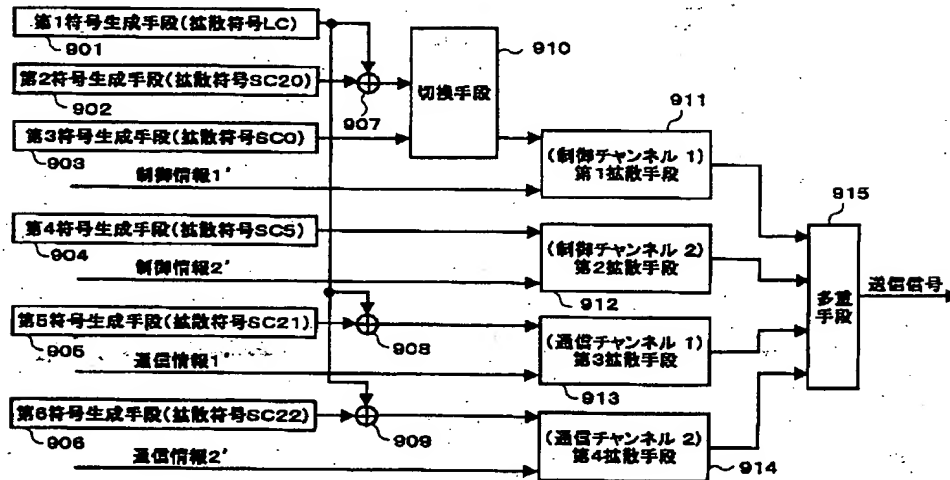 第1符号生成手段(拡散符号LC)
901
第2符号生成手段(拡散符号SC20)
902
907
第3符号生成手段(拡散符号SC0)
903
制御情報1'
切換手段
910
911
(制御チャンネル 1)
第1拡散手段
第4符号生成手段(拡散符号SC5)
904
制御情報2'
(制御チャンネル 2)
第2拡散手段
912
第5符号生成手段(拡散符号SC21)
905
908
通信情報1'
(通信チャンネル 1)
第3拡散手段
913
第6符号生成手段(拡散符号SC22)
906
909
通信情報2'
(通信チャンネル 2)
第4拡散手段
914
915
多重
手段
送信信号